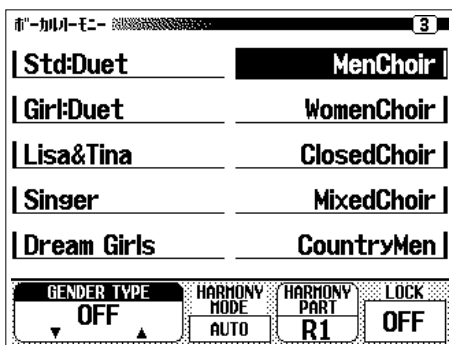 ボーカルハーモニー 3
Std:Duet MenChoir
Girl:Duet WomenChoir
Lisa&Tina ClosedChoir
Singer MixedChoir
Dream Girls CountryMen
GENDER TYPE HARMONY MODE HARMONY PART LOCK
OFF AUTO R1 OFF